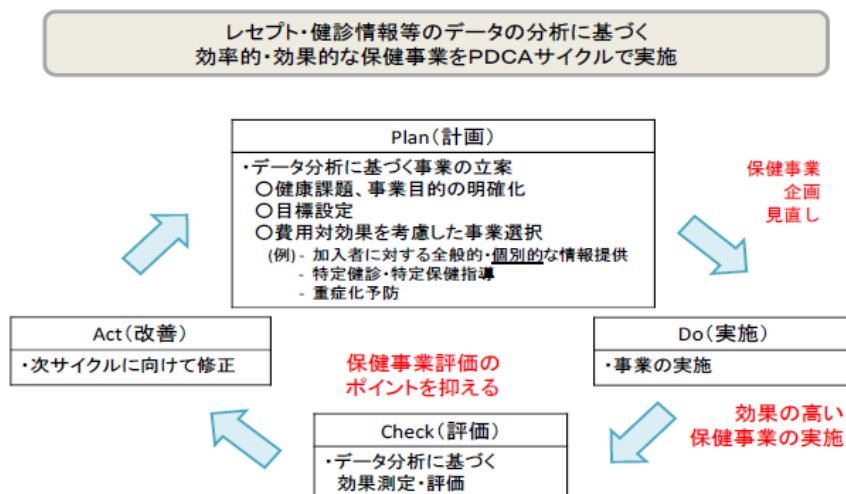 レセプト・健診情報等のデータの分析に基づく
効率的・効果的な保健事業をPDCAサイクルで実施
Plan(計画)
・データ分析に基づく事業の立案
○健康課題、事業目的の明確化
○目標設定
○費用対効果を考慮した事業選択
(例)- 加入者に対する全般的・個別的な情報提供
- 特定健診・特定保健指導
- 重症化予防
保健事業
企画
見直し
Do(実施)
・事業の実施
効果の高い
保健事業の実施
Check(評価)
・データ分析に基づく
効果測定・評価
保健事業評価の
ポイントを抑える
Act(改善)
・次サイクルに向けて修正